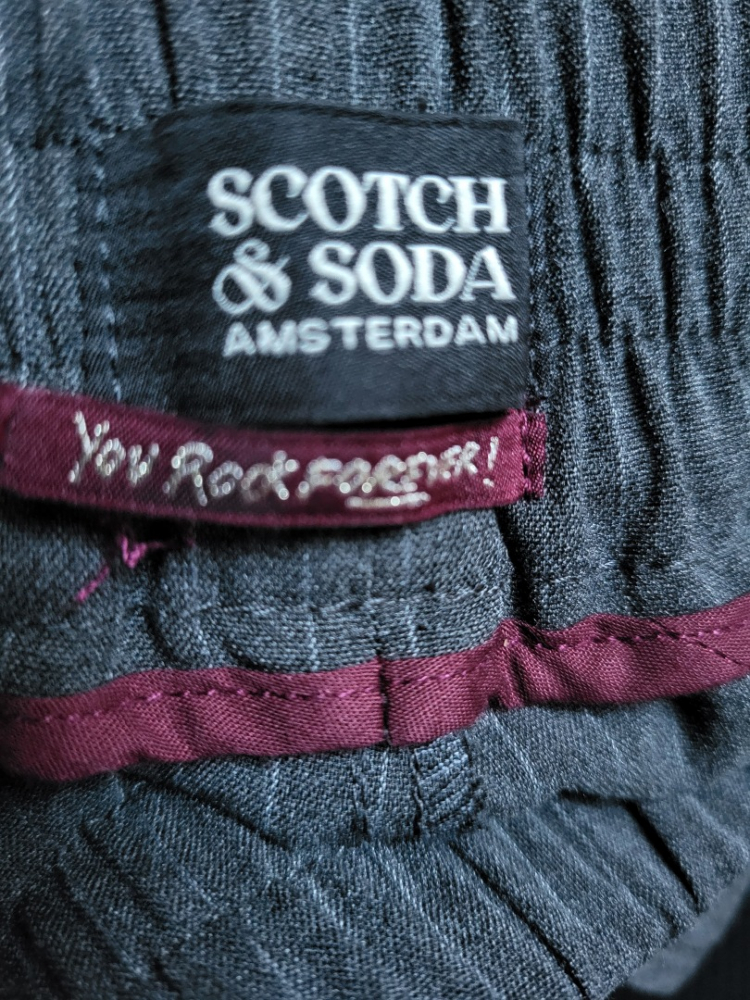 SCOTCH
& SODA
AMSTERDAM
You Rock FOREVER!